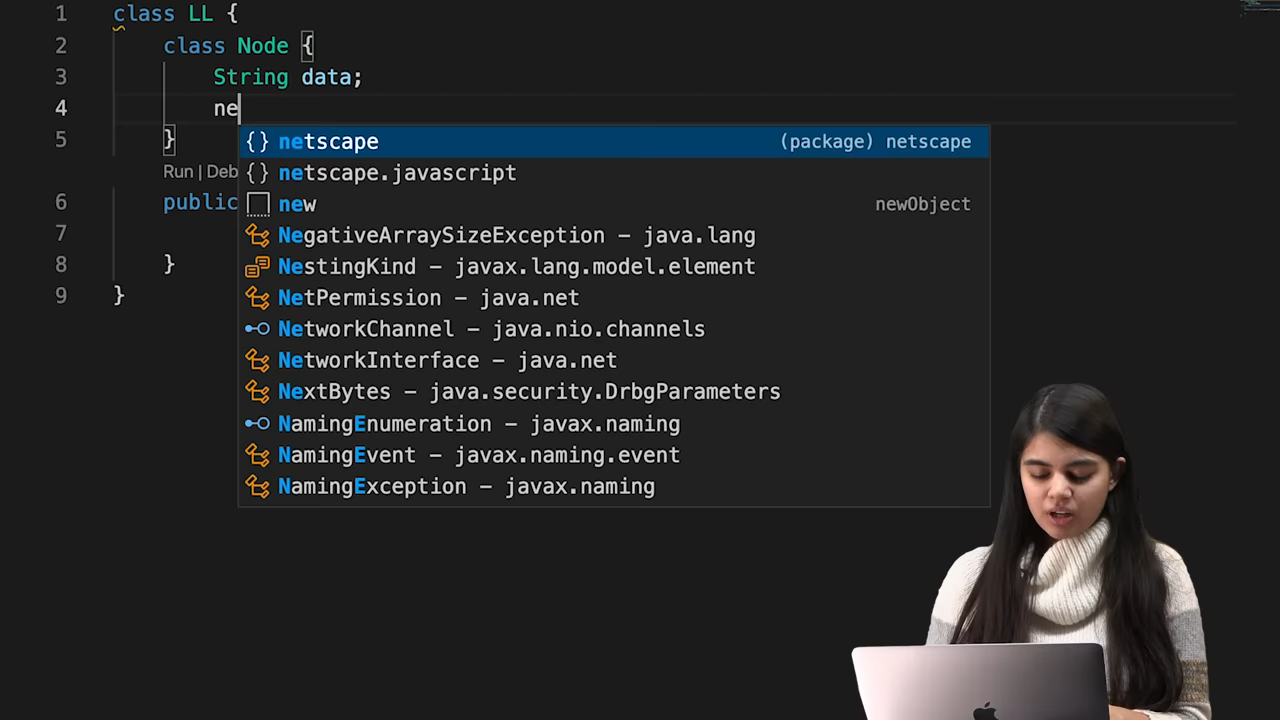 1 class LL {
2 class Node {
3 String data;
4 ne
5 }
{} netscape (package) netscape
{} netscape.javascript
Run | Deb
6 public
new newObject
7
NegativeArraySizeException – java.lang
8 }
NestingKind – javax.lang.model.element
9 }
NetPermission – java.net
NetworkChannel – java.nio.channels
NetworkInterface – java.net
NextBytes – java.security.DrbgParameters
NamingEnumeration – javax.naming
NamingEvent – javax.naming.event
NamingException – javax.naming